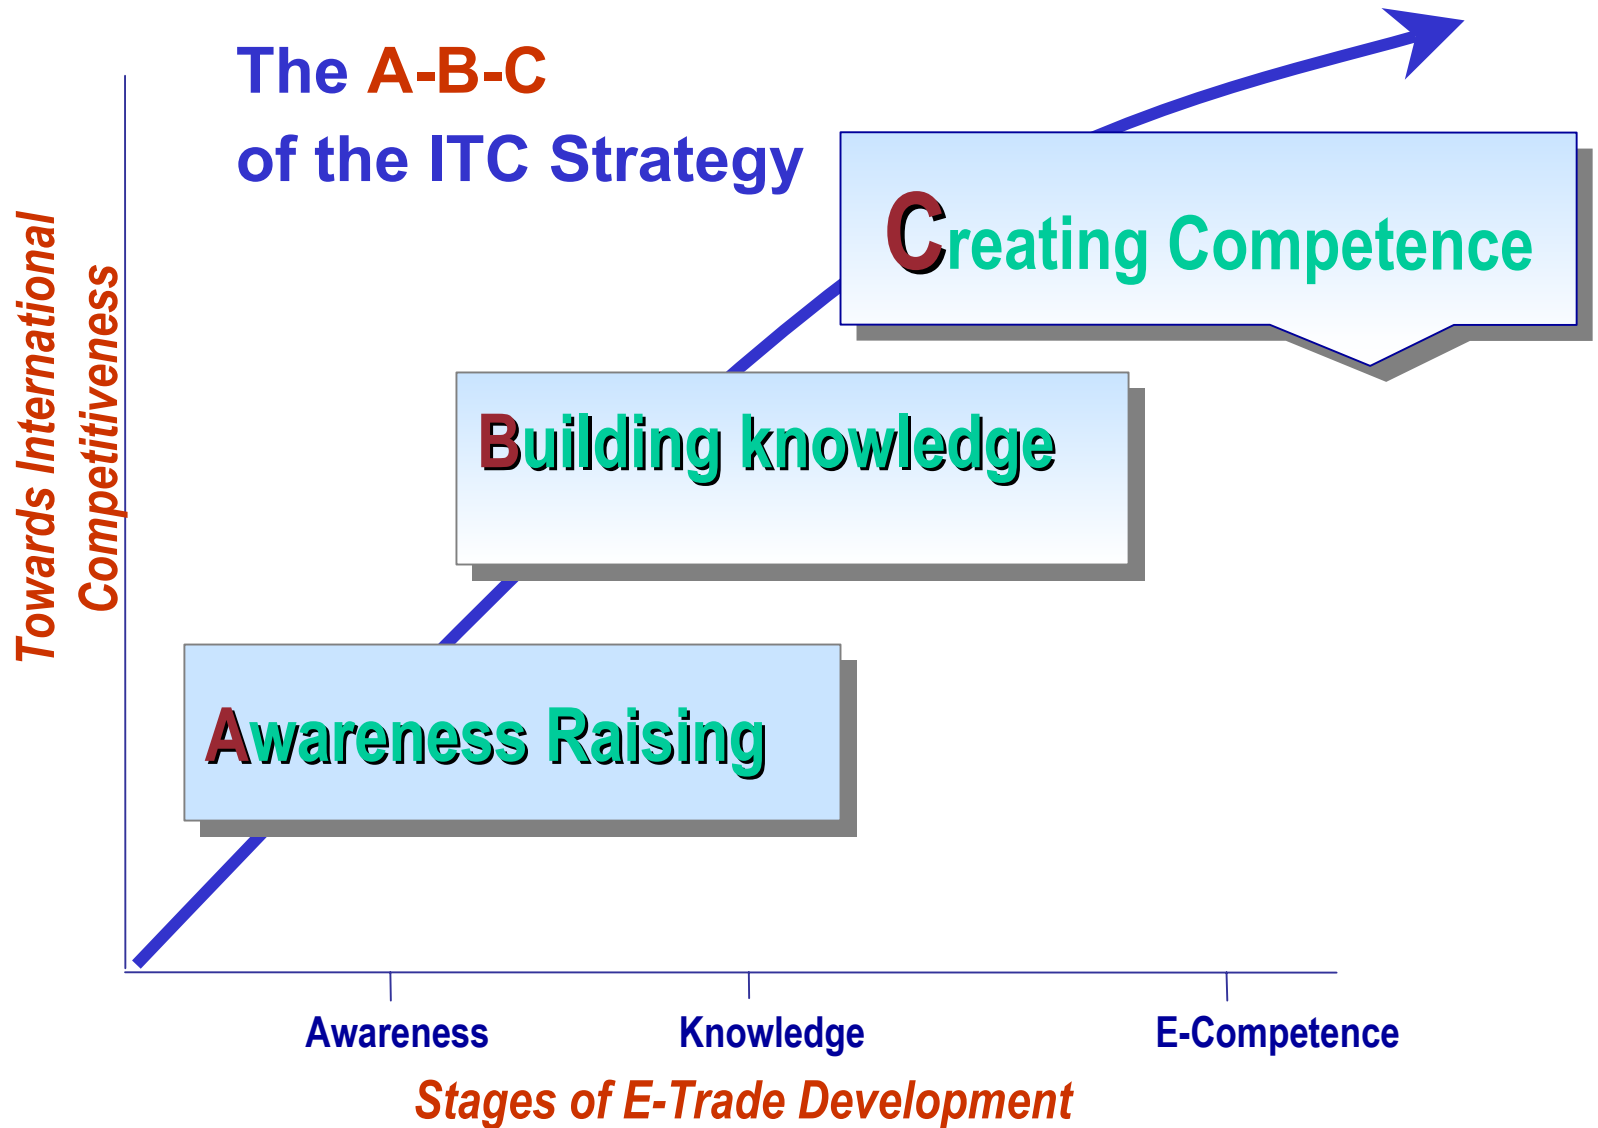 The A-B-C
of the ITC Strategy
Creating Competence
Building knowledge
Awareness Raising
Towards International
Competitiveness
Awareness
Knowledge
E-Competence
Stages of E-Trade Development